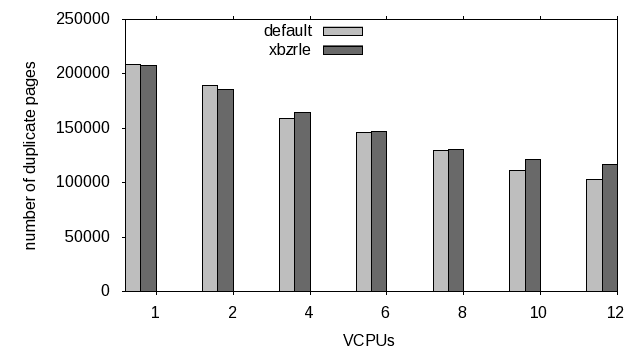 250000
200000
150000
100000
50000
0
number of duplicate pages
default
xbzrle
1 2 4 6 8 10 12
VCPUs